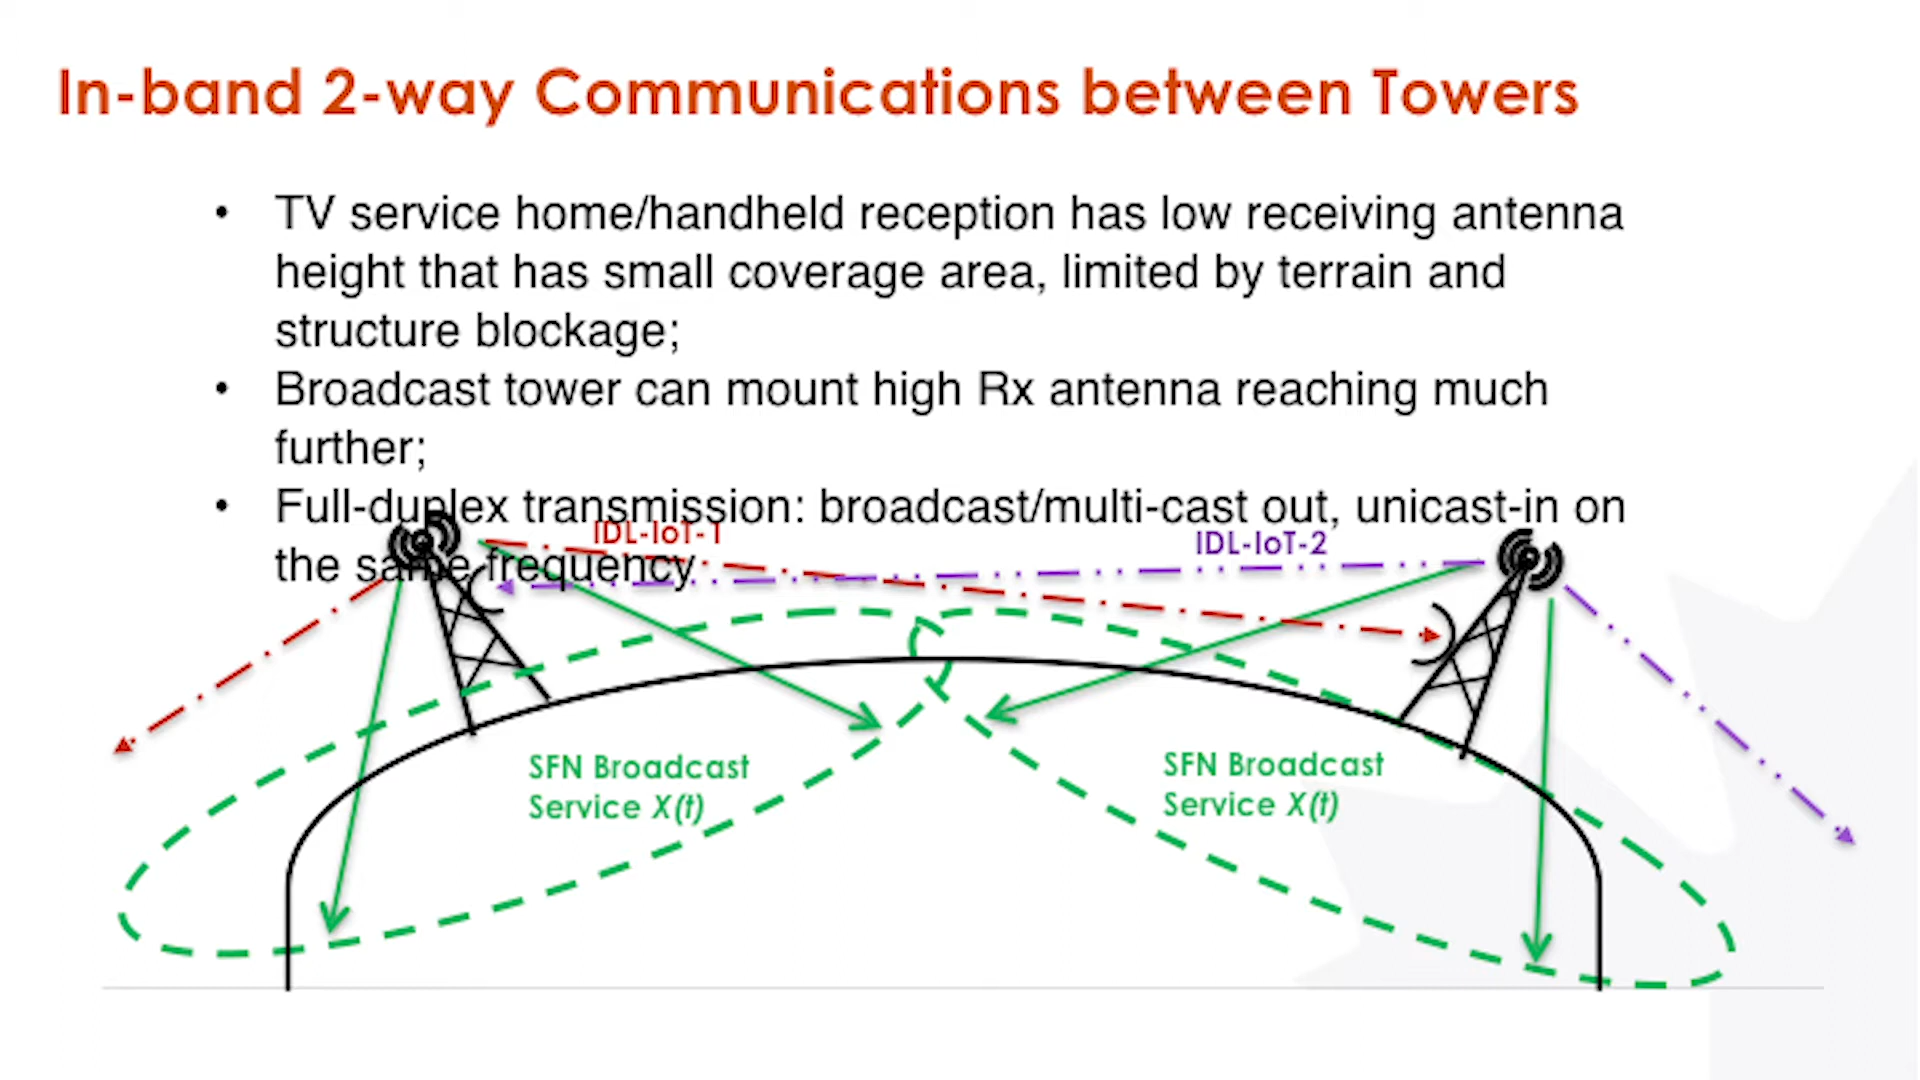 In-band 2-way Communications between Towers
• TV service home/handheld reception has low receiving antenna
height that has small coverage area, limited by terrain and
structure blockage;
• Broadcast tower can mount high Rx antenna reaching much
further;
• Full-duplex transmission: broadcast/multi-cast out, unicast-in on
the same frequency
IDL-IoT-1
IDL-IoT-2
SFN Broadcast
Service X(t)
SFN Broadcast
Service X(t)